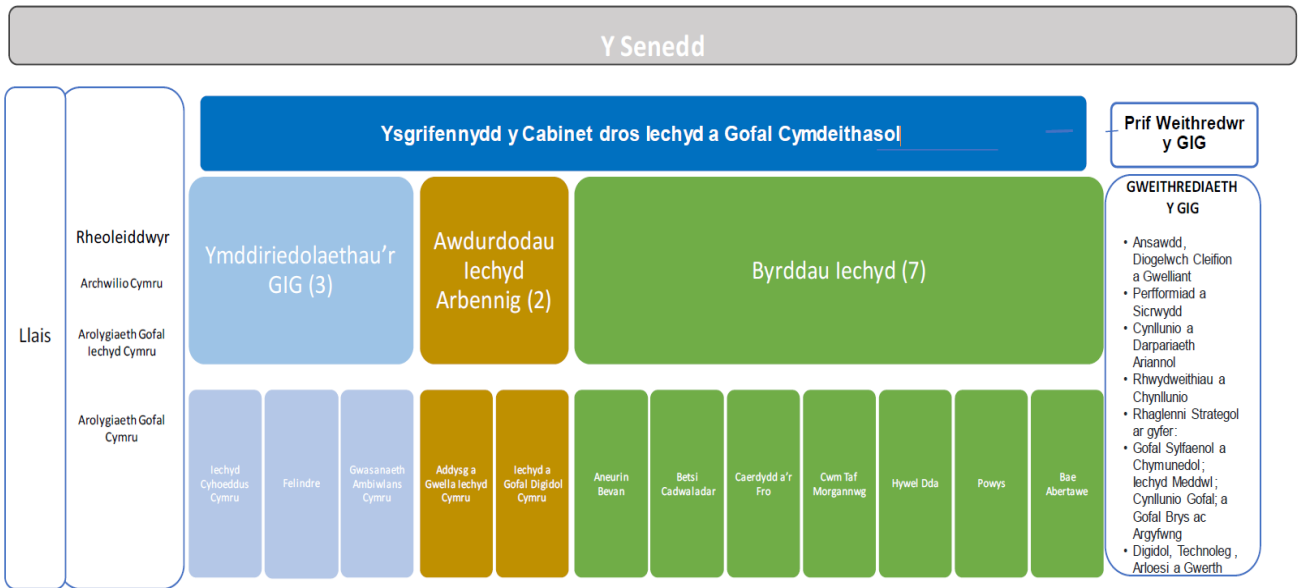 Y Senedd
Llais
Rheoleiddwyr
Archwilio Cymru
Arolygiaeth Gofal
Iechyd Cymru
Arolygiaeth Gofal
Cymru
Ysgrifennydd y Cabinet dros Iechyd a Gofal Cymdeithasol
Ymddiriedolaethau'r
GIG (3)
Awdurdodau
Iechyd
Arbennig (2)
Byrddau Iechyd (7)
Iechyd
Cyhoeddus
Cymru
Felindre
Gwasanaeth
Ambiwlans
Cymru
Addysg a
Gwella Iechyd
Cymru
Iechyd a
Gofal Digidol
Cymru
Aneurin
Bevan
Betsi
Cadwaladar
Caerdydd a'r
Fro
Cwm Taf
Morgannwg
Hywel Dda
Powys
Bae
Abertawe
Prif Weithredwr
y GIG
GWEITHREDIAETH
Y GIG
• Ansawdd,
Diogelwch Cleifion
a Gwelliant
• Perfformiad a
Sicrwydd
• Cynllunio a
Darpariaeth
Ariannol
• Rhwydweithiau a
Chynllunio
• Rhaglenni Strategol
ar gyfer:
• Gofal Sylfaenol a
Chymunedol;
Iechyd Meddwl;
Cynllunio Gofal; a
Gofal Brys ac
Argyfwng
• Digidol, Technoleg ,
Arloesi a Gwerth